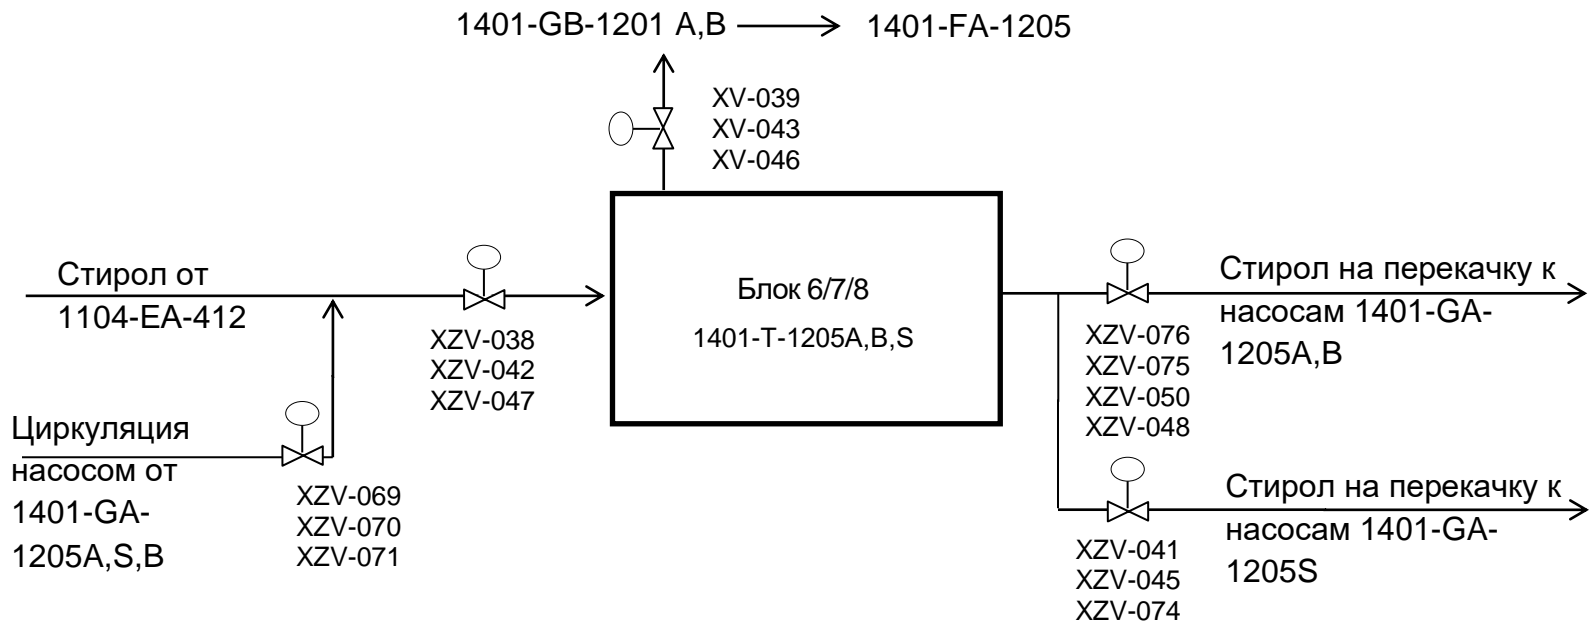 1401-GB-1201 A,B
1401-FA-1205
XV-039
XV-043
XV-046
Стирол от
1104-EA-412
XZV-038
XZV-042
XZV-047
Блок 6/7/8
1401-T-1205A,B,S
Стирол на перекачку к
насосам 1401-GA-
1205A,B
XZV-076
XZV-075
XZV-050
XZV-048
Циркуляция
насосом от
1401-GA-
1205A,S,B
XZV-069
XZV-070
XZV-071
Стирол на перекачку к
насосам 1401-GA-
1205S
XZV-041
XZV-045
XZV-074